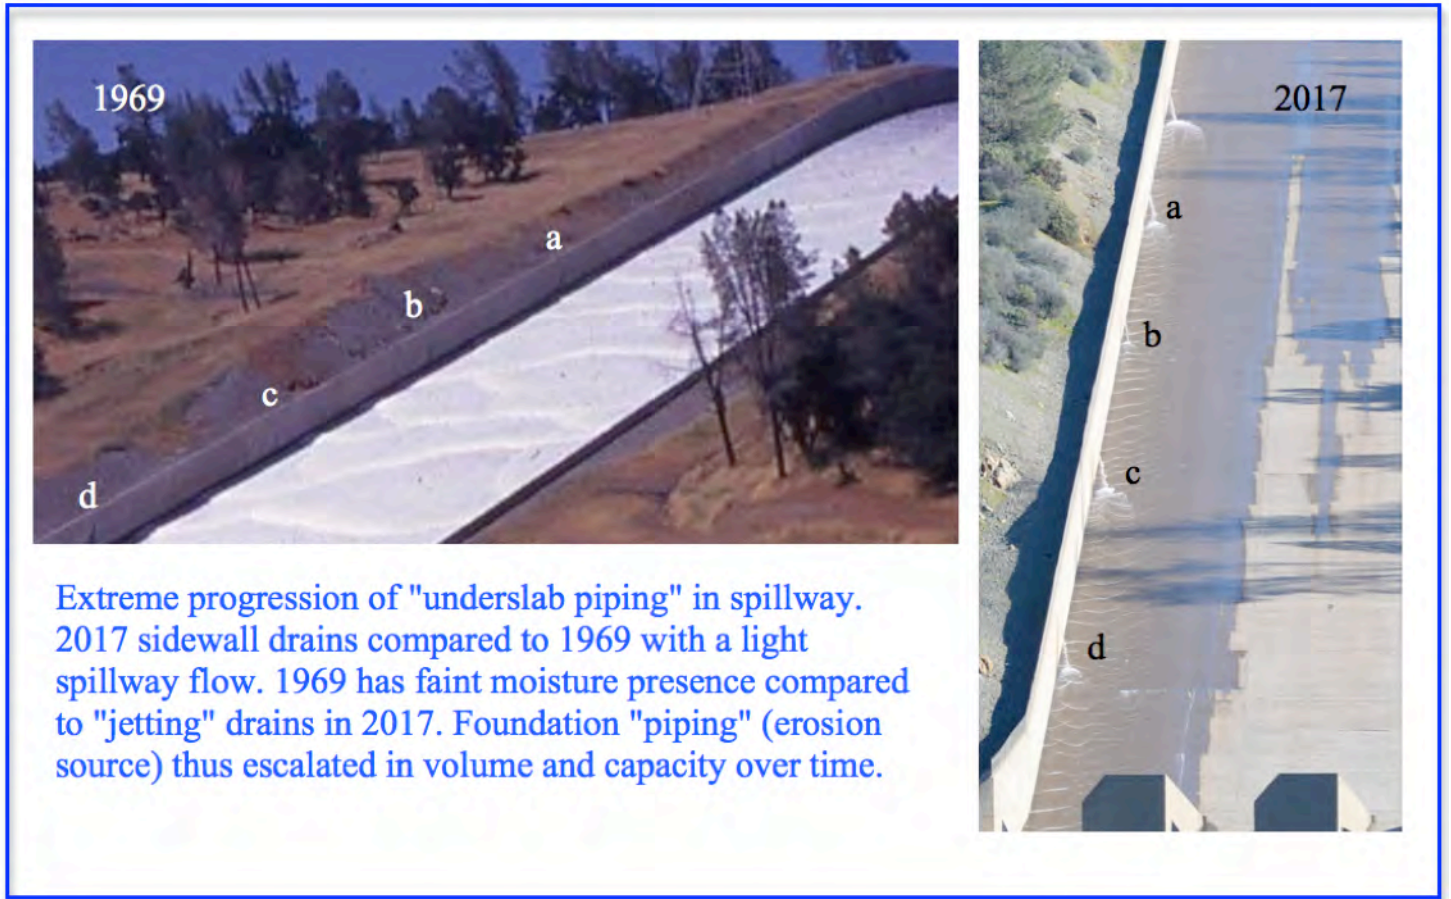 1969
a
b
c
d
2017
a
b
c
d
Extreme progression of "underslab piping" in spillway.
2017 sidewall drains compared to 1969 with a light
spillway flow. 1969 has faint moisture presence compared
to "jetting" drains in 2017. Foundation "piping" (erosion
source) thus escalated in volume and capacity over time.